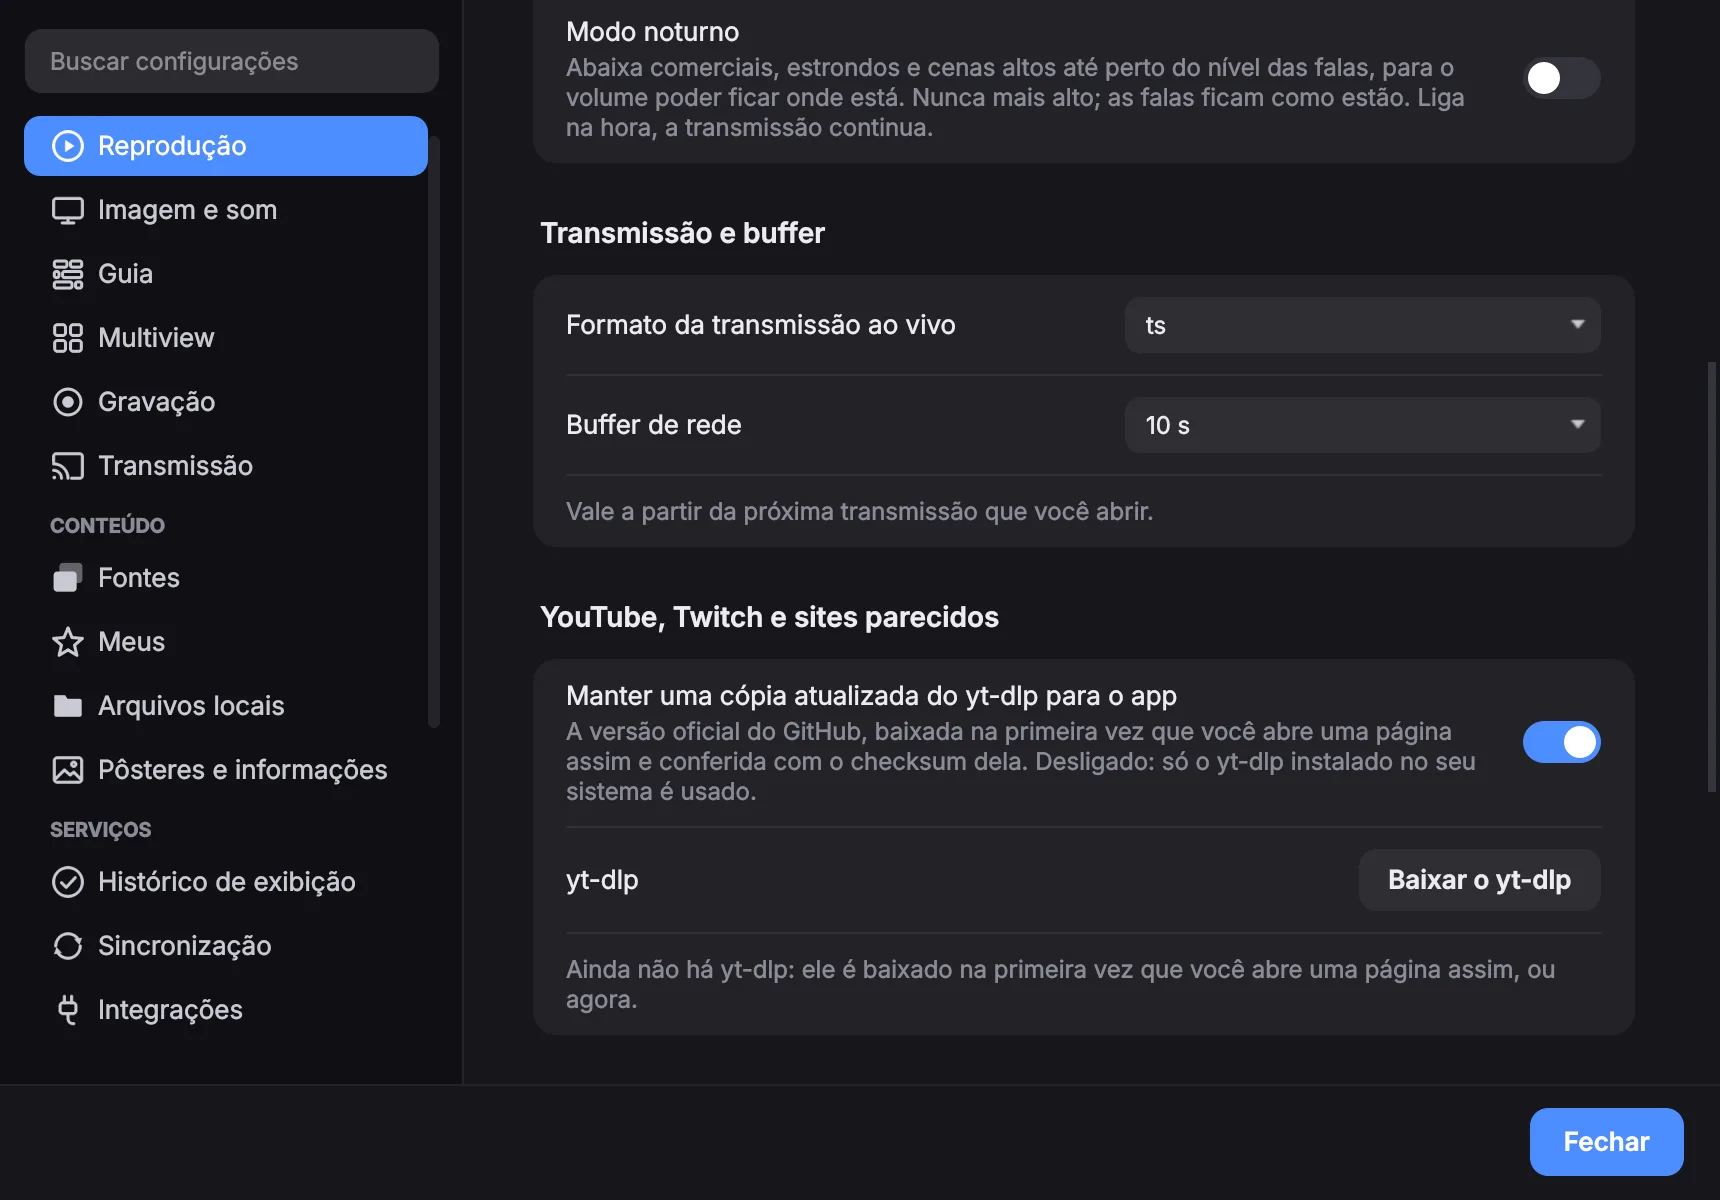 Buscar configurações
Reprodução
Imagem e som
Guia
Multiview
Gravação
Transmissão
CONTEÚDO
Fontes
Meus
Arquivos locais
Pôsteres e informações
SERVIÇOS
Histórico de exibição
Sincronização
Integrações
Modo noturno
Abaixa comerciais, estrondos e cenas altos até perto do nível das falas, para o
volume poder ficar onde está. Nunca mais alto; as falas ficam como estão. Liga
na hora, a transmissão continua.
Transmissão e buffer
Formato da transmissão ao vivo
ts
Buffer de rede
10 s
Vale a partir da próxima transmissão que você abrir.
YouTube, Twitch e sites parecidos
Manter uma cópia atualizada do yt-dlp para o app
A versão oficial do GitHub, baixada na primeira vez que você abre uma página
assim e conferida com o checksum dela. Desligado: só o yt-dlp instalado no seu
sistema é usado.
yt-dlp
Baixar o yt-dlp
Ainda não há yt-dlp: ele é baixado na primeira vez que você abre uma página assim, ou
agora.
Fechar